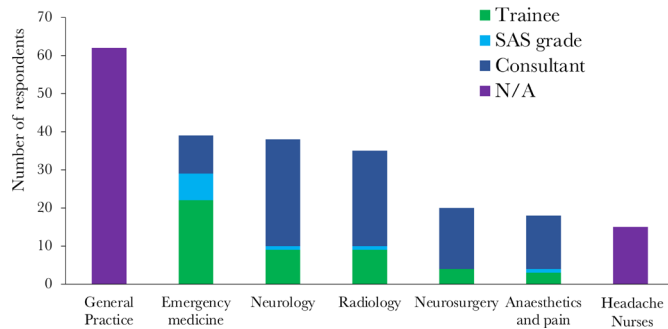 Trainee
SAS grade
Consultant
N/A
Number of respondents
70
60
50
40
30
20
10
0
General Practice
Emergency medicine
Neurology
Radiology
Neurosurgery
Anaesthetics and pain
Headache Nurses